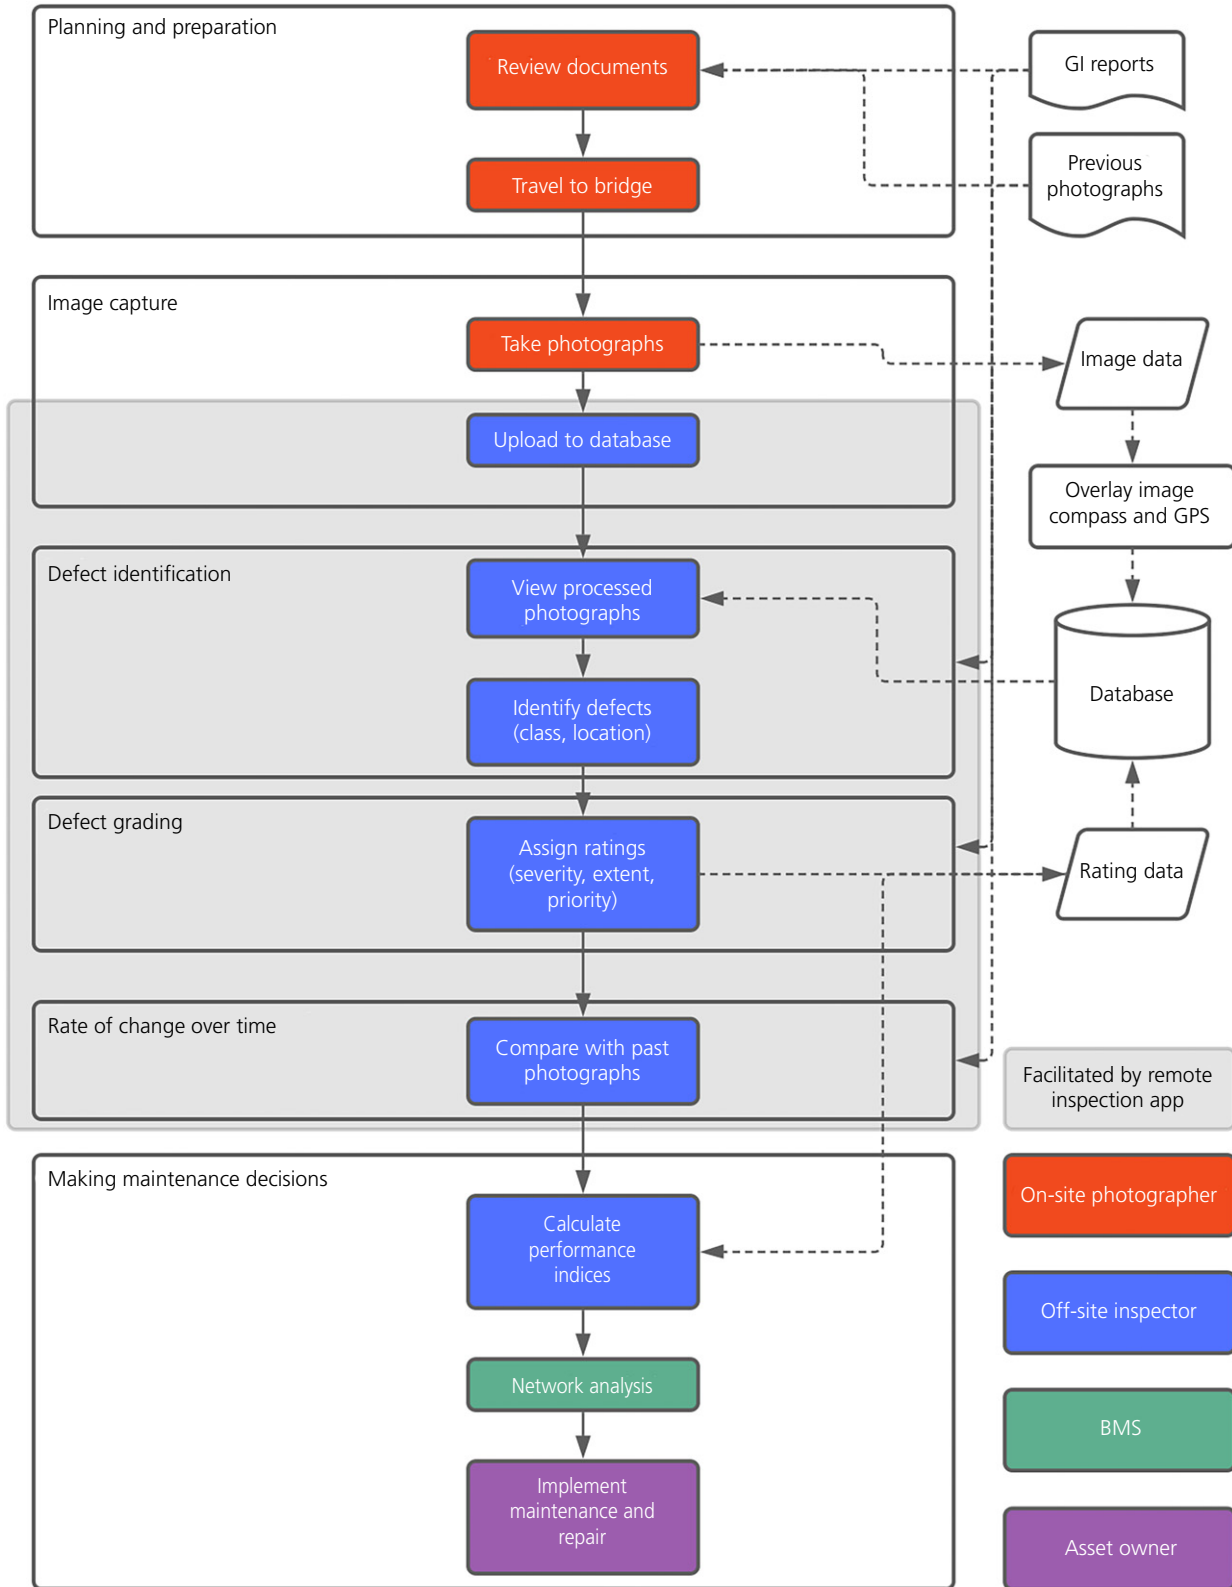 Planning and preparation
Review documents
GI reports
Previous
photographs
Travel to bridge
Image capture
Take photographs
Image data
Upload to database
Overlay image
compass and GPS
Defect identification
View processed
photographs
Identify defects
(class, location)
Database
Defect grading
Assign ratings
(severity, extent,
priority)
Rating data
Rate of change over time
Compare with past
photographs
Facilitated by remote
inspection app
Making maintenance decisions
On-site photographer
Calculate
performance
indices
Off-site inspector
Network analysis
BMS
Implement
maintenance and
repair
Asset owner